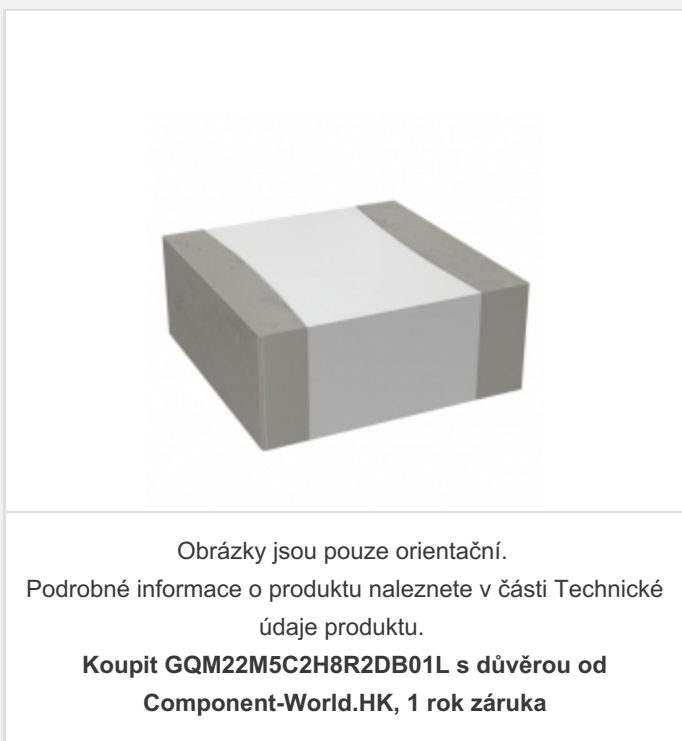 Obrázky jsou pouze orientační.
Podrobné informace o produktu naleznete v části Technické
údaje produktu.
Koupit GQM22M5C2H8R2DB01L s důvěrou od
Component-World.HK, 1 rok záruka